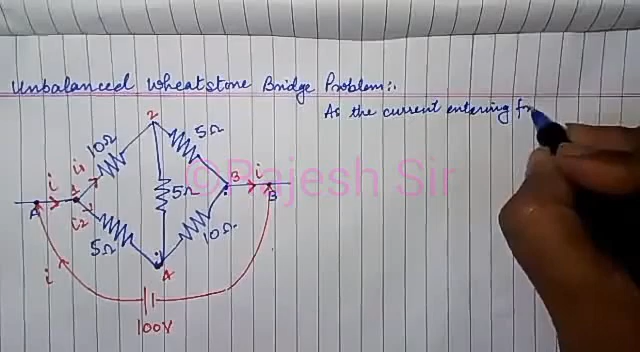 Unbalanced Wheatstone Bridge Problem:-
As the current entering fr
2
10Ω
5Ω
i
i1
1
A
5Ω
3
i
B
©Rajesh Sir
i2
5Ω
10Ω
4
i
100V